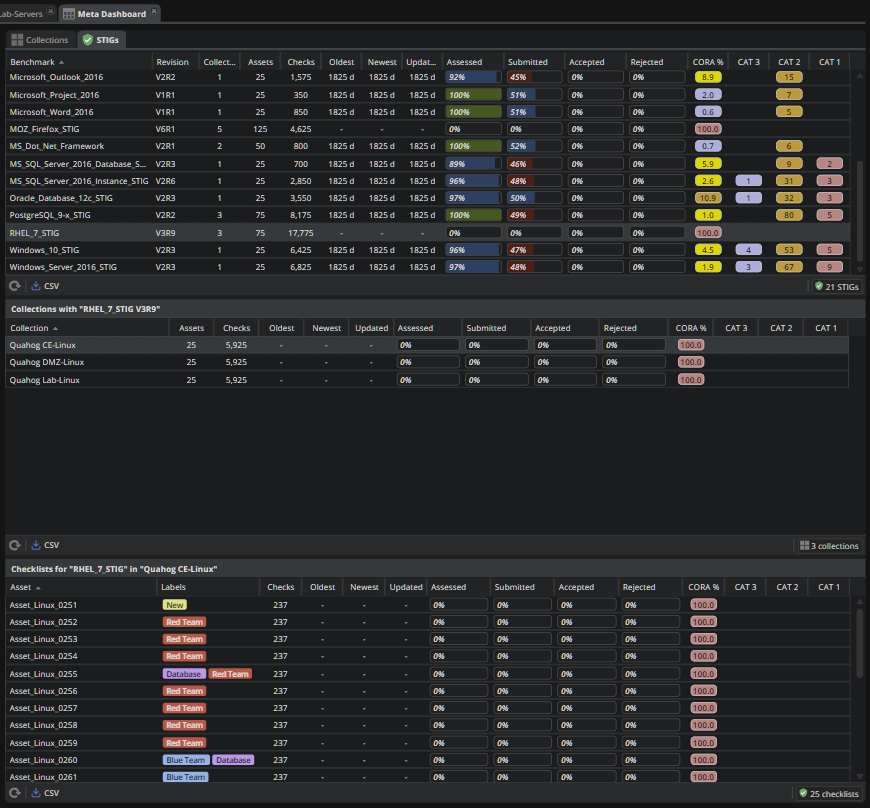 Lab-Servers Meta Dashboard
Collections STIGs
Benchmark Revision Collect... Assets Checks Oldest Newest Updat... Assessed Submitted Accepted Rejected CORA % CAT 3 CAT 2 CAT 1
Microsoft_Outlook_2016 V2R2 1 25 1,575 1825 d 1825 d 1825 d 92% 45% 0% 0% 8.9 15
Microsoft_Project_2016 V1R1 1 25 350 1825 d 1825 d 1825 d 100% 51% 0% 0% 2.0 7
Microsoft_Word_2016 V1R1 1 25 850 1825 d 1825 d 1825 d 100% 51% 0% 0% 0.6 5
MOZ_Firefox_STIG V6R1 5 125 4,625 - - - 0% 0% 0% 0% 100.0
MS_Dot_Net_Framework V2R1 2 50 800 1825 d 1825 d 1825 d 100% 52% 0% 0% 0.7 6
MS_SQL_Server_2016_Database_S... V2R3 1 25 700 1825 d 1825 d 1825 d 89% 46% 0% 0% 5.9 9 2
MS_SQL_Server_2016_Instance_STIG V2R6 1 25 2,850 1825 d 1825 d 1825 d 96% 48% 0% 0% 2.6 1 31 3
Oracle_Database_12c_STIG V2R3 1 25 3,550 1825 d 1825 d 1825 d 97% 50% 0% 0% 10.9 1 32 3
PostgreSQL_9-x_STIG V2R2 3 75 8,175 1825 d 1825 d 1825 d 100% 49% 0% 0% 1.0 80 5
RHEL_7_STIG V3R9 3 75 17,775 - - - 0% 0% 0% 0% 100.0
Windows_10_STIG V2R3 1 25 6,425 1825 d 1825 d 1825 d 96% 47% 0% 0% 4.5 4 53 5
Windows_Server_2016_STIG V2R3 1 25 6,825 1825 d 1825 d 1825 d 97% 48% 0% 0% 1.9 3 67 9
CSV 21 STIGs
Collections with "RHEL_7_STIG V3R9"
Collection Assets Checks Oldest Newest Updated Assessed Submitted Accepted Rejected CORA % CAT 3 CAT 2 CAT 1
Quahog CE-Linux 25 5,925 - - - 0% 0% 0% 0% 100.0
Quahog DMZ-Linux 25 5,925 - - - 0% 0% 0% 0% 100.0
Quahog Lab-Linux 25 5,925 - - - 0% 0% 0% 0% 100.0
CSV 3 collections
Checklists for "RHEL_7_STIG" in "Quahog CE-Linux"
Asset Labels Checks Oldest Newest Updated Assessed Submitted Accepted Rejected CORA % CAT 3 CAT 2 CAT 1
Asset_Linux_0251 New 237 - - - 0% 0% 0% 0% 100.0
Asset_Linux_0252 Red Team 237 - - - 0% 0% 0% 0% 100.0
Asset_Linux_0253 Red Team 237 - - - 0% 0% 0% 0% 100.0
Asset_Linux_0254 Red Team 237 - - - 0% 0% 0% 0% 100.0
Asset_Linux_0255 Database Red Team 237 - - - 0% 0% 0% 0% 100.0
Asset_Linux_0256 Red Team 237 - - - 0% 0% 0% 0% 100.0
Asset_Linux_0257 Red Team 237 - - - 0% 0% 0% 0% 100.0
Asset_Linux_0258 Red Team 237 - - - 0% 0% 0% 0% 100.0
Asset_Linux_0259 Red Team 237 - - - 0% 0% 0% 0% 100.0
Asset_Linux_0260 Blue Team Database 237 - - - 0% 0% 0% 0% 100.0
Asset_Linux_0261 Blue Team 237 - - - 0% 0% 0% 0% 100.0
CSV 25 checklists